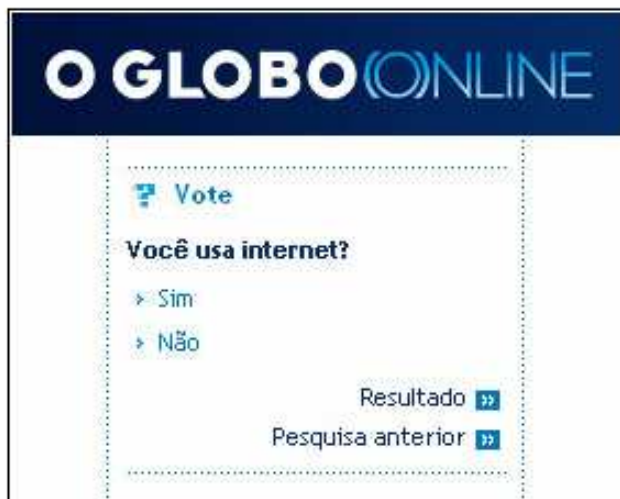 O GLOBO ONLINE
? Vote
Você usa internet?
Sim
Não
Resultado
Pesquisa anterior